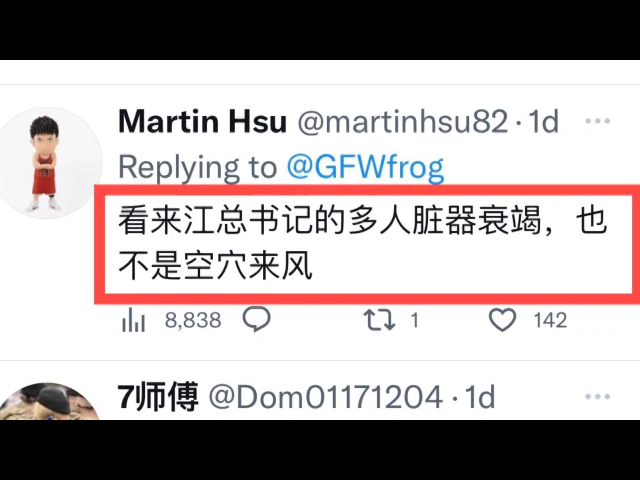 Martin Hsu @martinhsu82·1d
Replying to @GFWfrog
看来江总书记的多人脏器衰竭，也
不是空穴来风
8,838 1 142
7师傅 @Dom01171204·1d